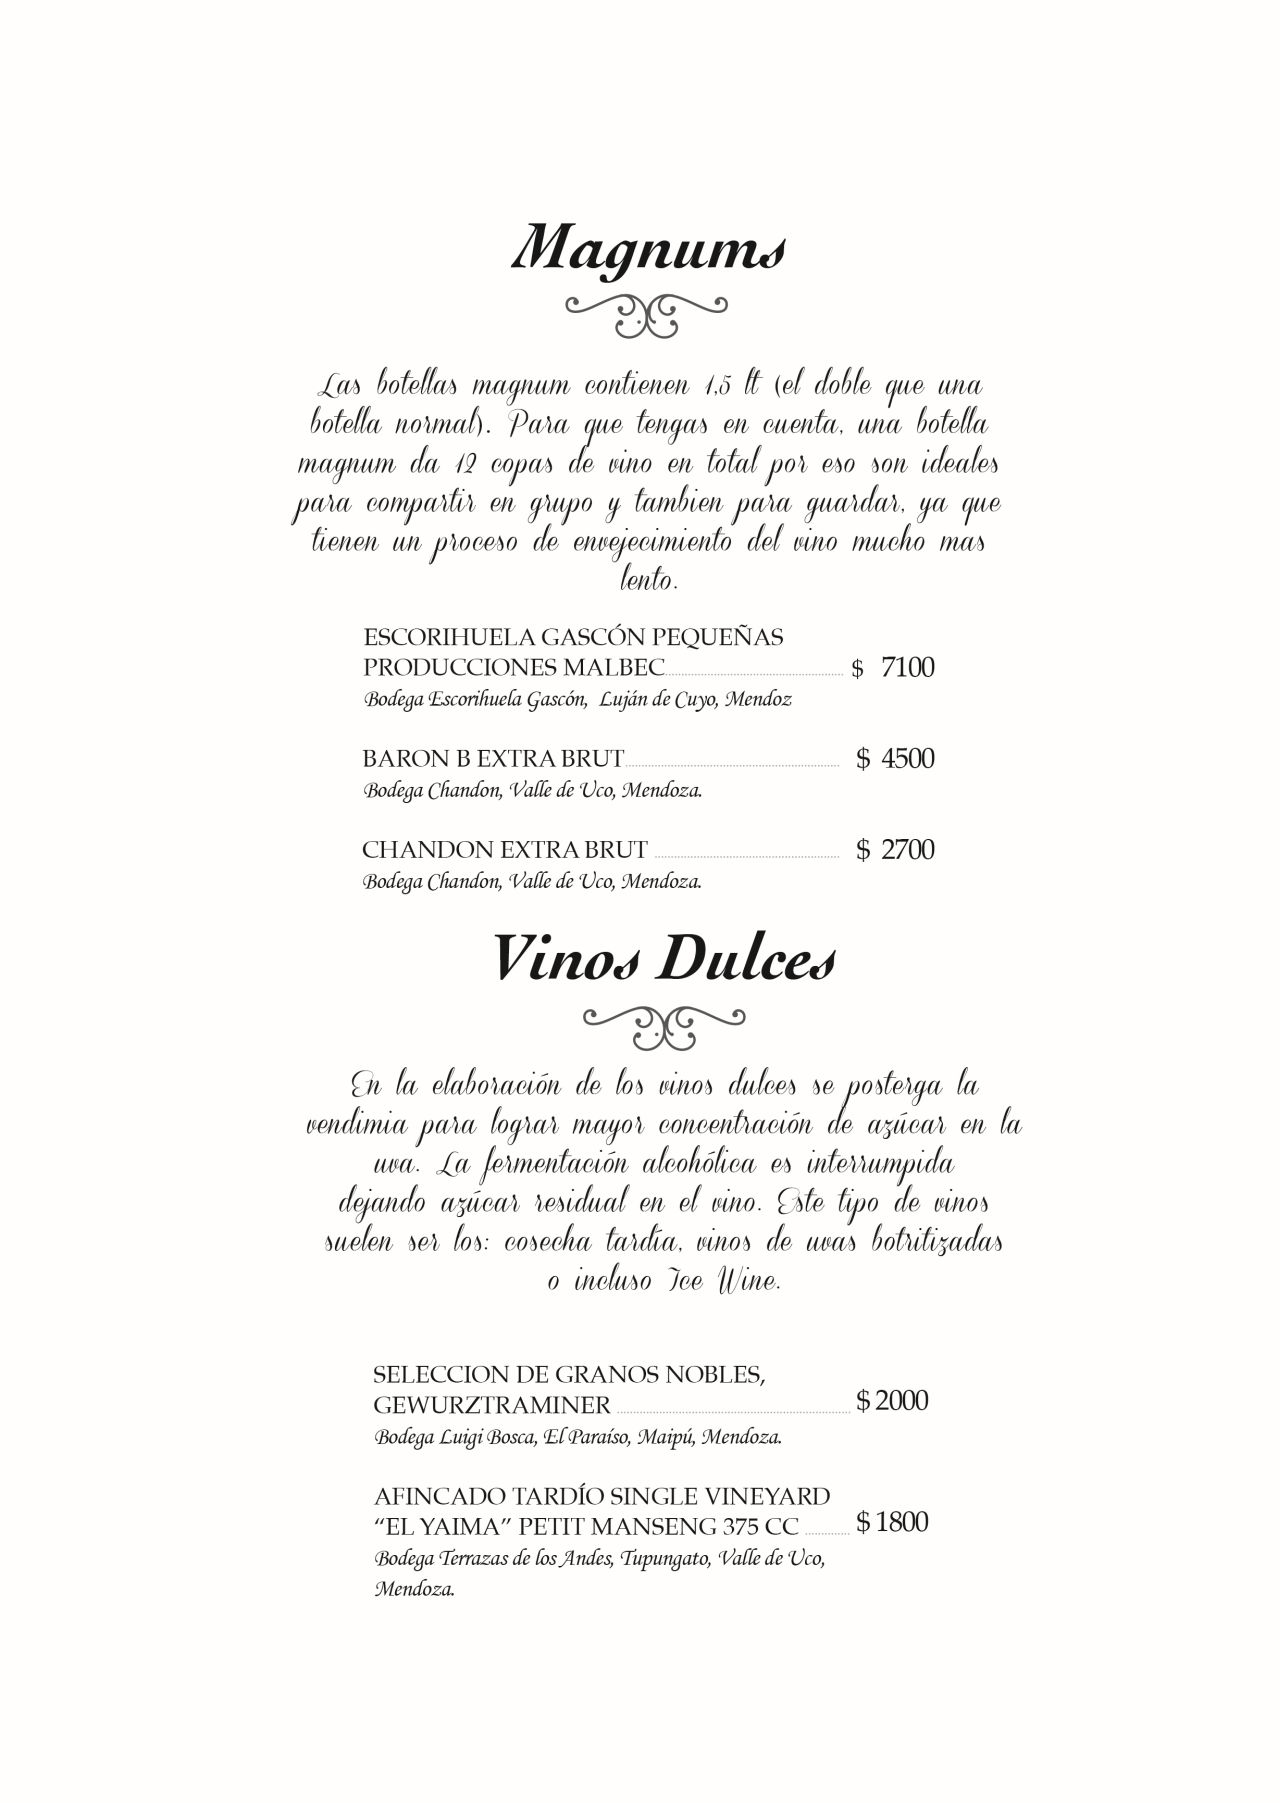 Magnums
Las botellas magnum contienen 1,5 lt (el doble que una
botella normal). Para que tengas en cuenta, una botella
magnum da 12 copas de vino en total por eso son ideales
para compartir en grupo y tambien para guardar, ya que
tienen un proceso de envejecimiento del vino mucho mas
lento.
ESCORIHUELA GASCÓN PEQUEÑAS
PRODUCCIONES MALBEC $ 7100
Bodega Escorihuela Gascón, Luján de Cuyo, Mendoz
BARON B EXTRA BRUT $ 4500
Bodega Chandon, Valle de Uco, Mendoza.
CHANDON EXTRA BRUT $ 2700
Bodega Chandon, Valle de Uco, Mendoza.
Vinos Dulces
En la elaboración de los vinos dulces se posterga la
vendimia para lograr mayor concentración de azúcar en la
uva. La fermentación alcohólica es interrumpida
dejando azúcar residual en el vino. Este tipo de vinos
suelen ser los: cosecha tardía, vinos de uvas botritizadas
o incluso Ice Wine.
SELECCION DE GRANOS NOBLES,
GEWURZTRAMINER $ 2000
Bodega Luigi Bosca, El Paraíso, Maipú, Mendoza.
AFINCADO TARDÍO SINGLE VINEYARD
“EL YAIMA” PETIT MANSENG 375 CC $ 1800
Bodega Terrazas de los Andes, Tupungato, Valle de Uco,
Mendoza.